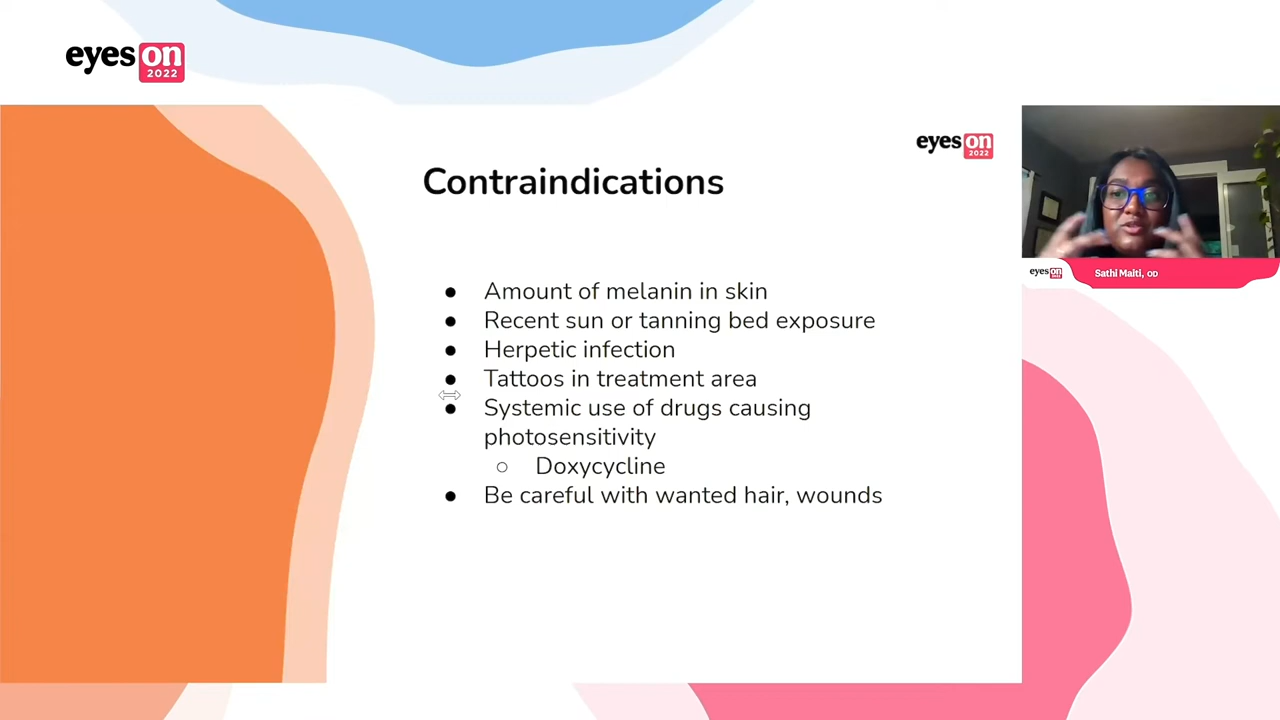 eyes on
2022
eyes on
2022
Contraindications
● Amount of melanin in skin
● Recent sun or tanning bed exposure
● Herpetic infection
● Tattoos in treatment area
● Systemic use of drugs causing
photosensitivity
○ Doxycycline
● Be careful with wanted hair, wounds
eyes on
2022
Sathi Maiti, OD